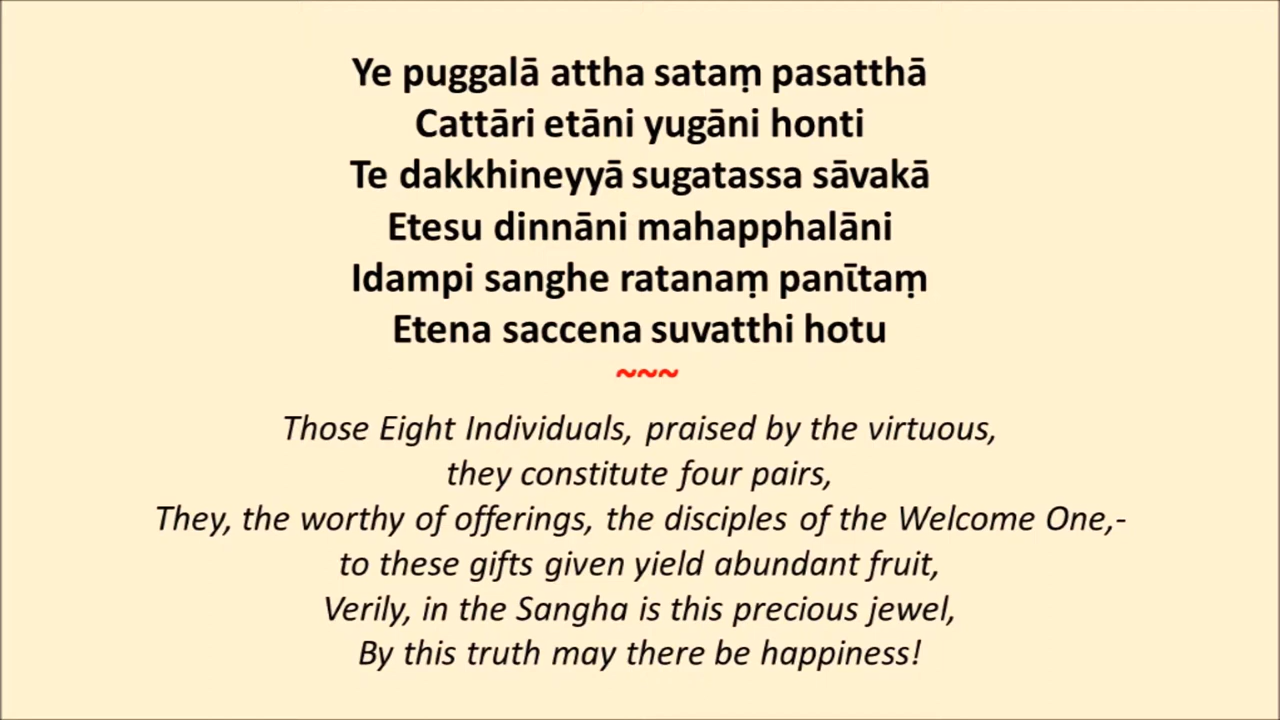 Ye puggalā attha sataṃ pasatthā
Cattāri etāni yugāni honti
Te dakkhineyyā sugatassa sāvakā
Etesu dinnāni mahapphalāni
Idampi sanghe ratanaṃ panītaṃ
Etena saccena suvatthi hotu
~~~
Those Eight Individuals, praised by the virtuous,
they constitute four pairs,
They, the worthy of offerings, the disciples of the Welcome One,-
to these gifts given yield abundant fruit,
Verily, in the Sangha is this precious jewel,
By this truth may there be happiness!